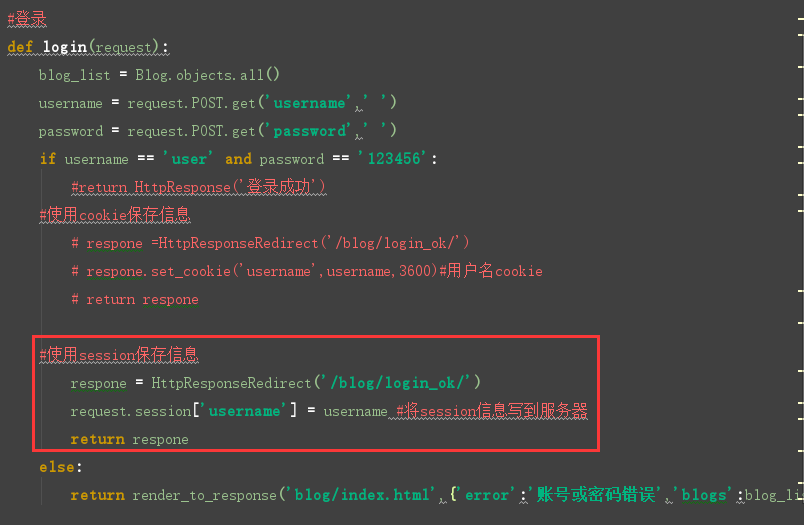 #登录
def login(request):
blog_list = Blog.objects.all()
username = request.POST.get('username',' ')
password = request.POST.get('password',' ')
if username == 'user' and password == '123456':
#return HttpResponse('登录成功')
#使用cookie保存信息
# respone =HttpResponseRedirect('/blog/login_ok/')
# respone.set_cookie('username',username,3600)#用户名cookie
# return respone
#使用session保存信息
respone = HttpResponseRedirect('/blog/login_ok/')
request.session['username'] = username #将session信息写到服务器
return respone
else:
return render_to_response('blog/index.html',{'error':'账号或密码错误','blogs':blog_lis